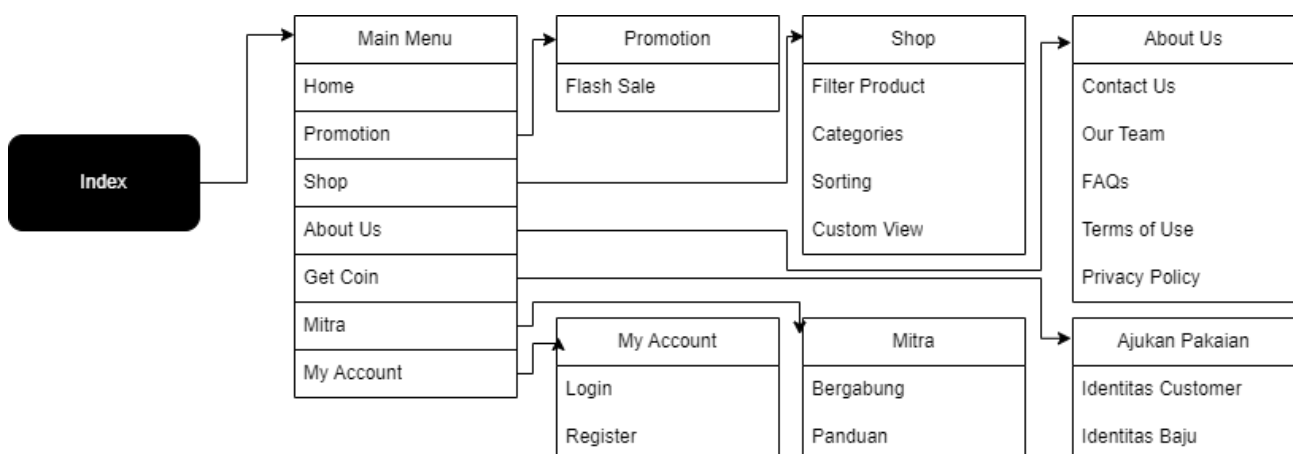 Index
Main Menu
Home
Promotion
Shop
About Us
Get Coin
Mitra
My Account
Promotion
Flash Sale
Shop
Filter Product
Categories
Sorting
Custom View
About Us
Contact Us
Our Team
FAQs
Terms of Use
Privacy Policy
My Account
Login
Register
Mitra
Bergabung
Panduan
Ajukan Pakaian
Identitas Customer
Identitas Baju